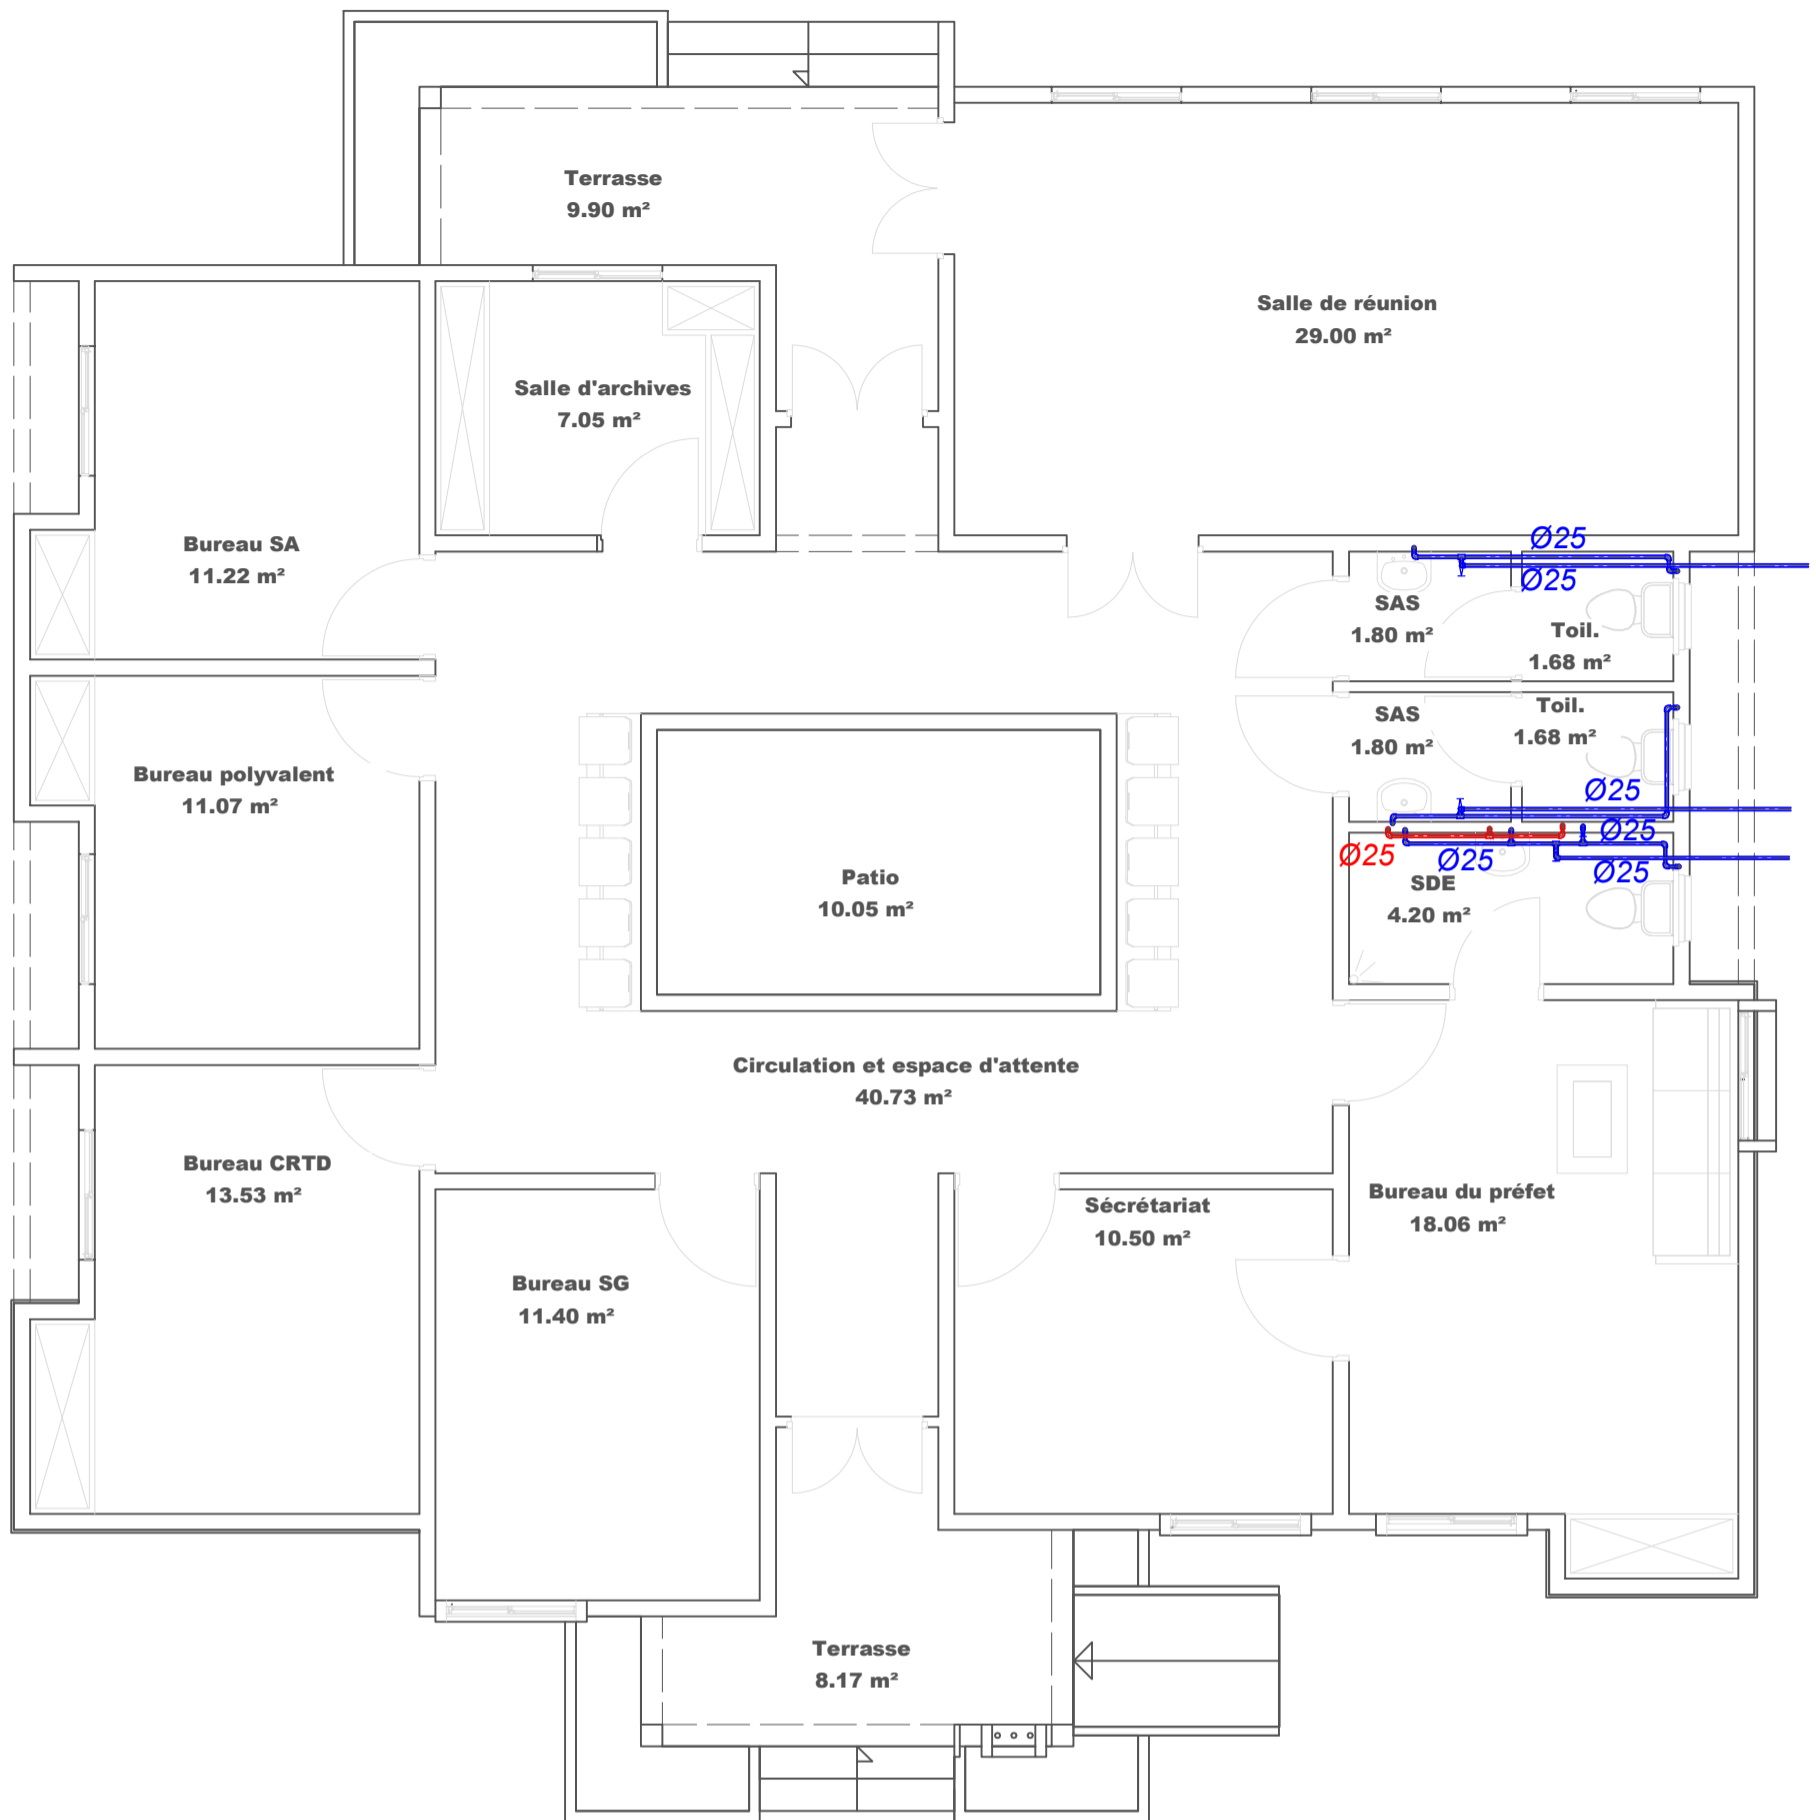 Terrasse
9.90 m²
Salle de réunion
29.00 m²
Salle d'archives
7.05 m²
Bureau SA
11.22 m²
Ø25
Ø25
SAS
1.80 m²
Toil.
1.68 m²
SAS
1.80 m²
Toil.
1.68 m²
Bureau polyvalent
11.07 m²
Ø25
Ø25
Ø25
Ø25
Ø25
SDE
4.20 m²
Patio
10.05 m²
Circulation et espace d'attente
40.73 m²
Bureau CRTD
13.53 m²
Bureau du préfet
18.06 m²
Sécrétariat
10.50 m²
Bureau SG
11.40 m²
Terrasse
8.17 m²